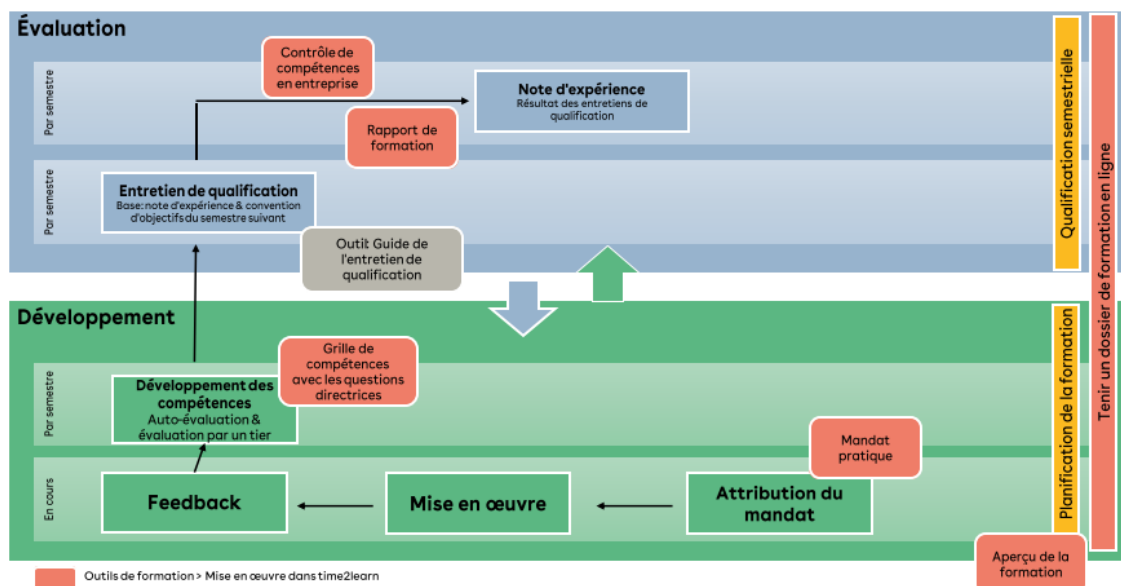 Évaluation
Par semestre
Contrôle de
compétences
en entreprise
Note d'expérience
Résultat des entretiens de
qualification
Rapport de
formation
Par semestre
Entretien de qualification
Base: note d'expérience & convention
d'objectifs du semestre suivant
Outil: Guide de
l'entretien de
qualification
Qualification semestrielle
Tenir un dossier de formation en ligne
Développement
Par semestre
Grille de
compétences
avec les questions
directrices
Développement des
compétences
Auto-évaluation &
évaluation par un tier
Mandat
pratique
En cours
Feedback
Mise en œuvre
Attribution du
mandat
Planification de la formation
Aperçu de la
formation
Outils de formation > Mise en œuvre dans time2learn